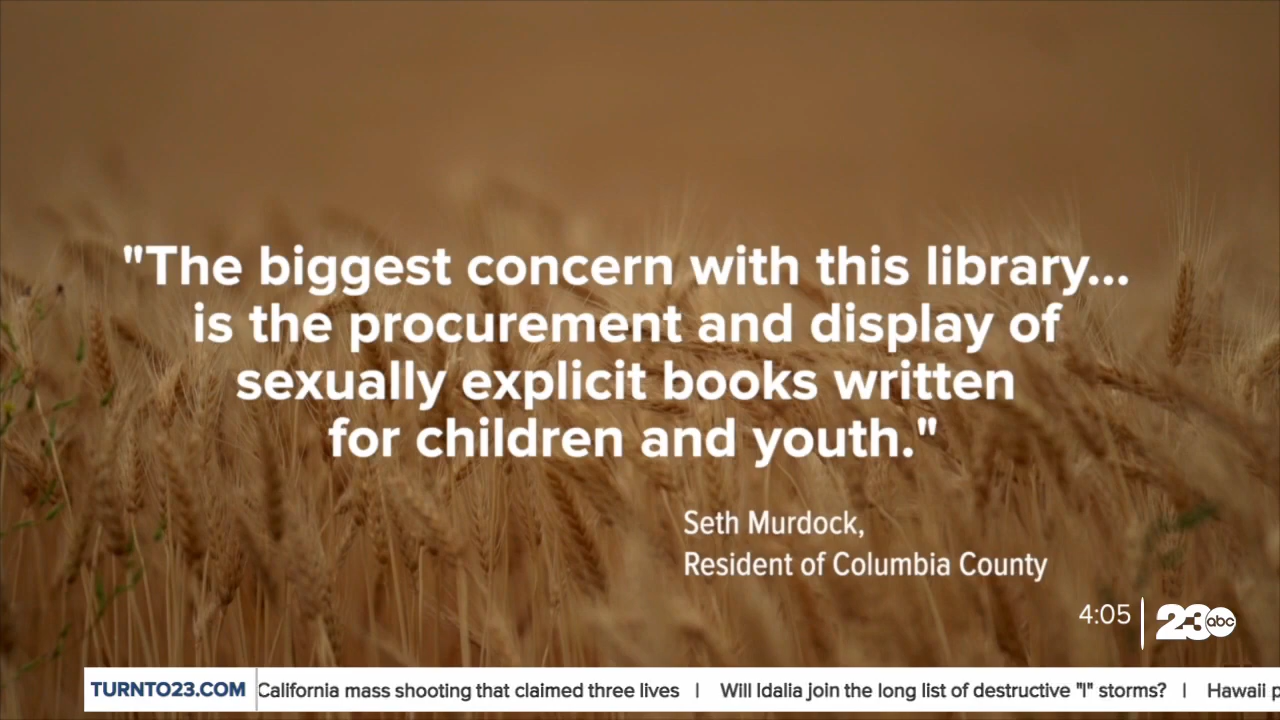 "The biggest concern with this library...
is the procurement and display of
sexually explicit books written
for children and youth."
Seth Murdock,
Resident of Columbia County
4:05
23 abc
TURNTO23.COM
California mass shooting that claimed three lives | Will Idalia join the long list of destructive "I" storms? | Hawaii p